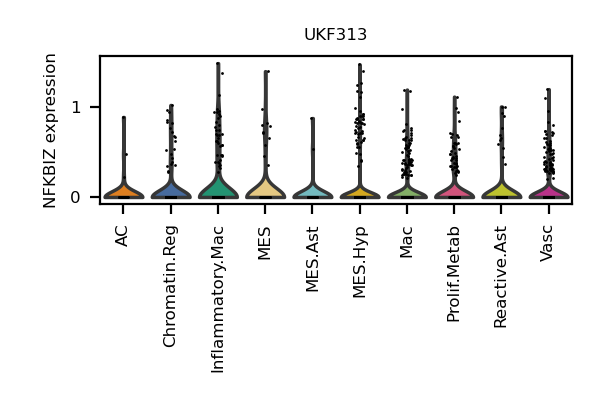 UKF313
NFKBIZ expression
1
0
AC
Chromatin.Reg
Inflammatory.Mac
MES
MES.Ast
MES.Hyp
Mac
Prolif.Metab
Reactive.Ast
Vasc